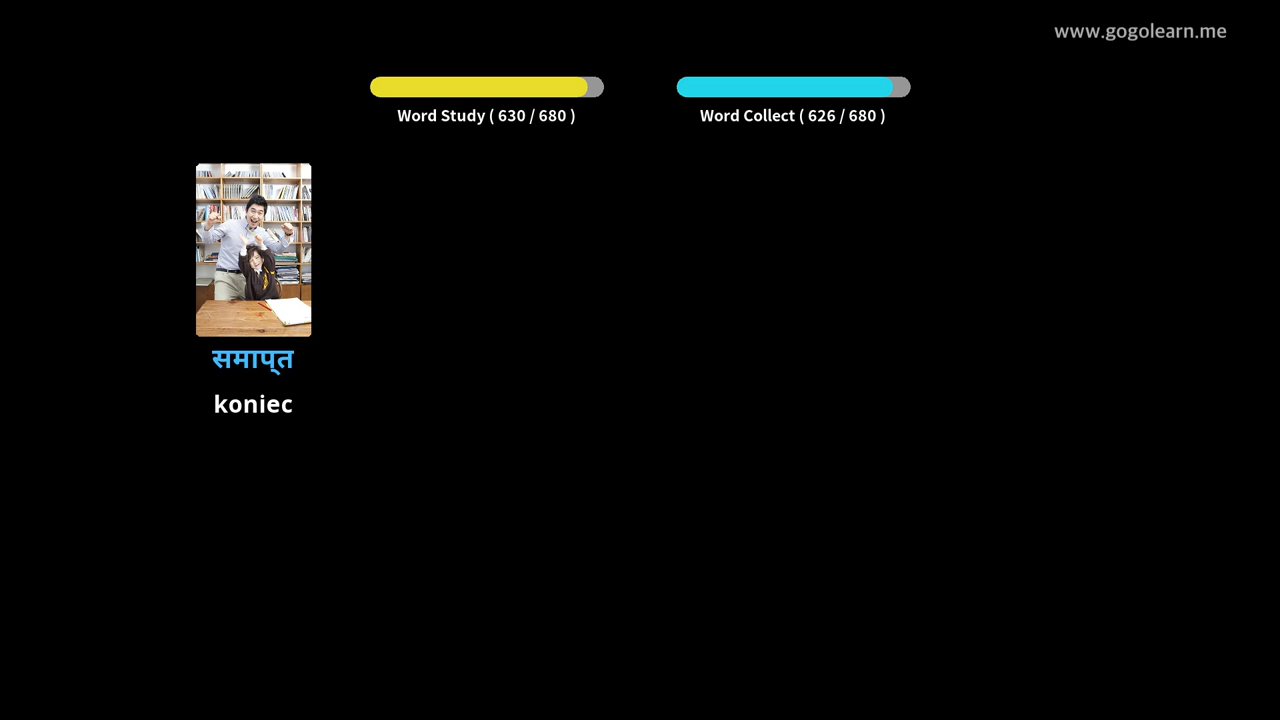 www.gogolearn.me
Word Study ( 630 / 680 )
Word Collect ( 626 / 680 )
समाप्त
koniec